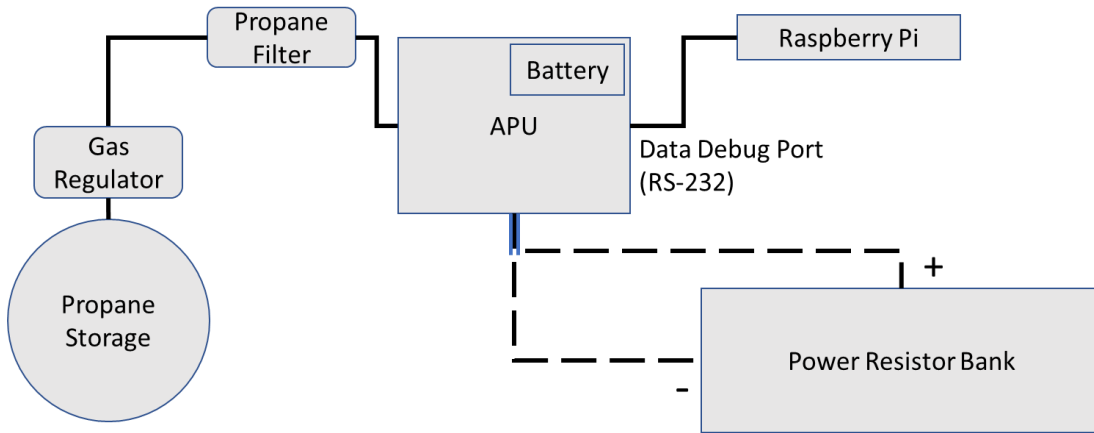 Propane
Filter
Raspberry Pi
Battery
APU
Gas
Regulator
Data Debug Port
(RS-232)
Propane
Storage
+
Power Resistor Bank
-